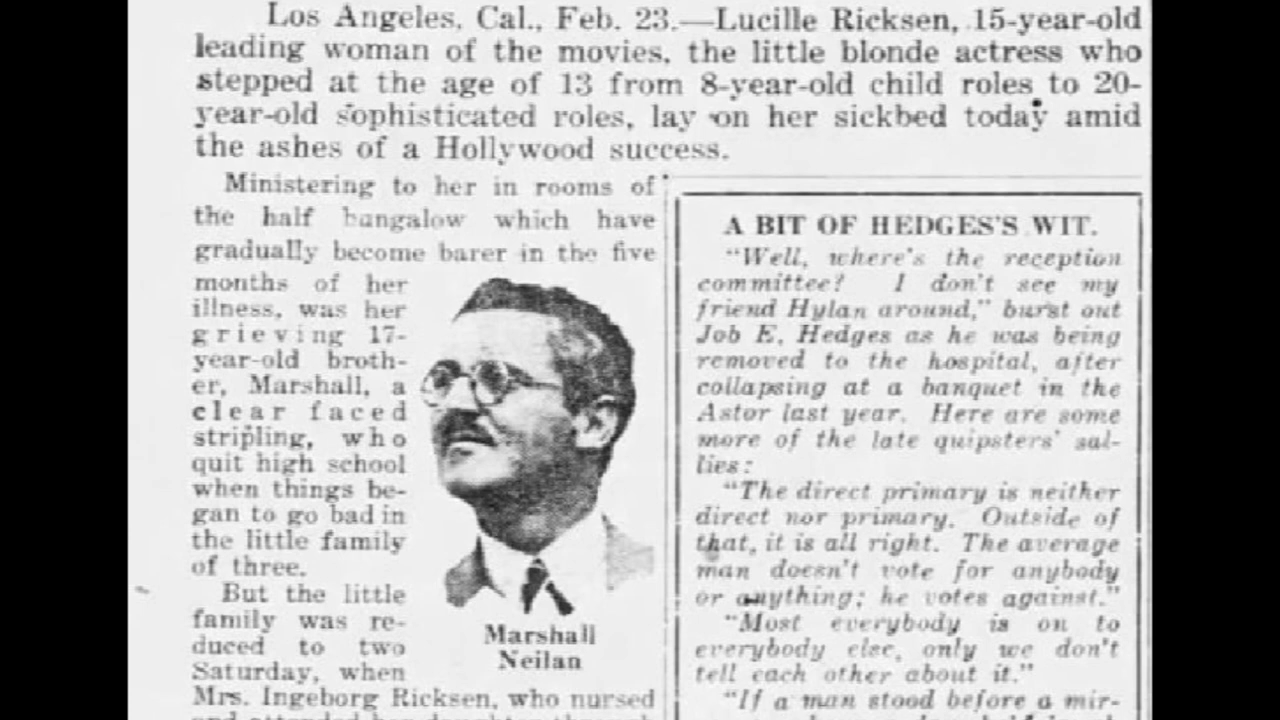 Los Angeles, Cal., Feb. 23.—Lucille Ricksen, 15-year-old
leading woman of the movies, the little blonde actress who
stepped at the age of 13 from 8-year-old child roles to 20-
year-old sophisticated roles, lay on her sickbed today amid
the ashes of a Hollywood success.
Ministering to her in rooms of
the half bungalow which have
gradually become barer in the five
months of her
illness, was her
grieving 17-
year-old broth-
er, Marshall, a
clear faced
stripling, who
quit high school
when things be-
gan to go bad in
the little family
of three.
But the little
family was re-
duced to two
Saturday, when
Mrs. Ingeborg Ricksen, who nursed
and attended her daughter through
Marshall
Neilan
A BIT OF HEDGES'S WIT.
"Well, where's the reception
committee? I don't see my
friend Hylan around," burst out
Job E. Hedges as he was being
removed to the hospital, after
collapsing at a banquet in the
Astor last year. Here are some
more of the late quipsters' sal-
lies:
"The direct primary is neither
direct nor primary. Outside of
that, it is all right. The average
man doesn't vote for anybody
or anything; he votes against."
"Most everybody is on to
everybody else, only we don't
tell each other about it."
"If a man stood before a mir-